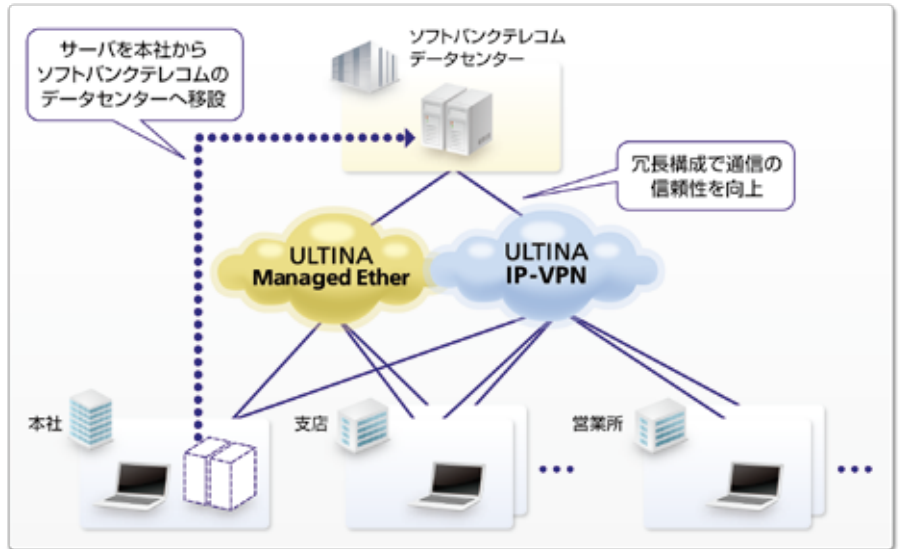 サーバを本社から
ソフトバンクテレコムの
データセンターへ移設
ソフトバンクテレコム
データセンター
冗長構成で通信の
信頼性を向上
ULTINA
Managed Ether
ULTINA
IP-VPN
本社
支店
営業所